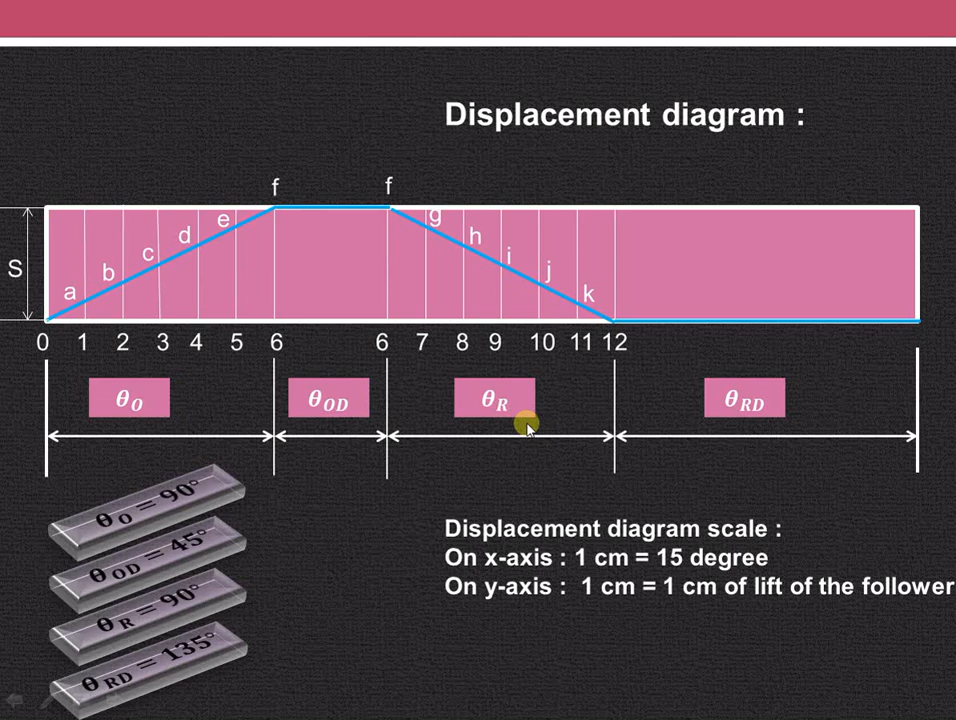 Displacement diagram :
f f
a b c d e g h i j k
S
0 1 2 3 4 5 6 6 7 8 9 10 11 12
θO θOD θR θRD
θO = 90°
θOD = 45°
θR = 90°
θRD = 135°
Displacement diagram scale :
On x-axis : 1 cm = 15 degree
On y-axis : 1 cm = 1 cm of lift of the follower